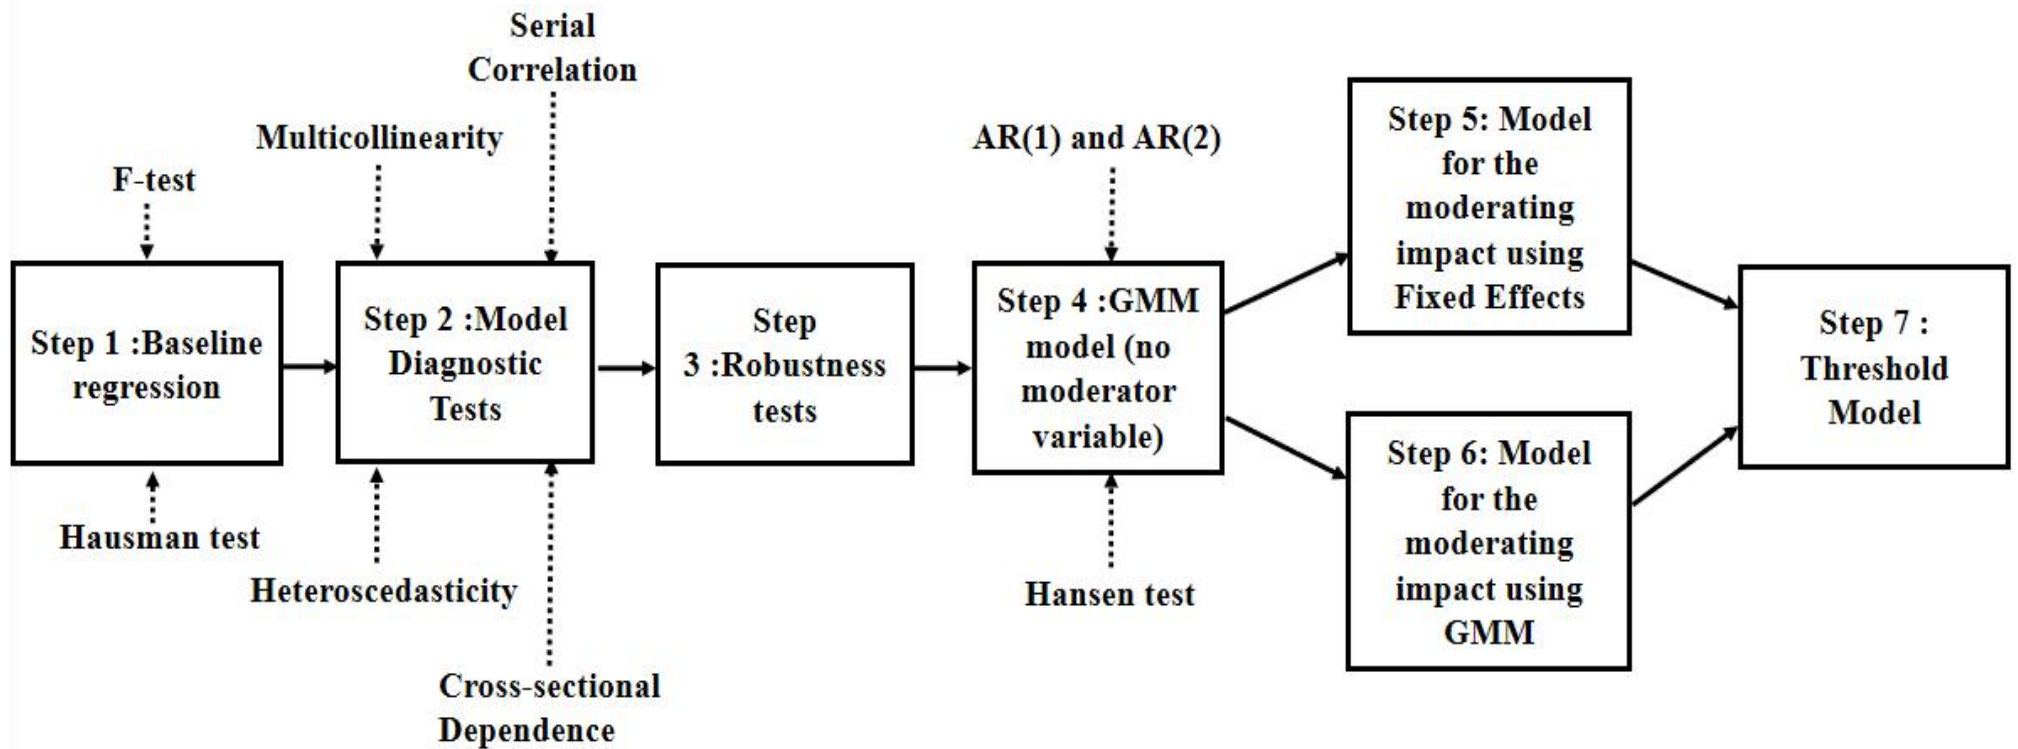 Serial
Correlation
Multicollinearity
F-test
AR(1) and AR(2)
Step 1 :Baseline
regression
Step 2 :Model
Diagnostic
Tests
Step
3 :Robustness
tests
Step 4 :GMM
model (no
moderator
variable)
Step 5: Model
for the
moderating
impact using
Fixed Effects
Step 6: Model
for the
moderating
impact using
GMM
Step 7 :
Threshold
Model
Hausman test
Heteroscedasticity
Cross-sectional
Dependence
Hansen test